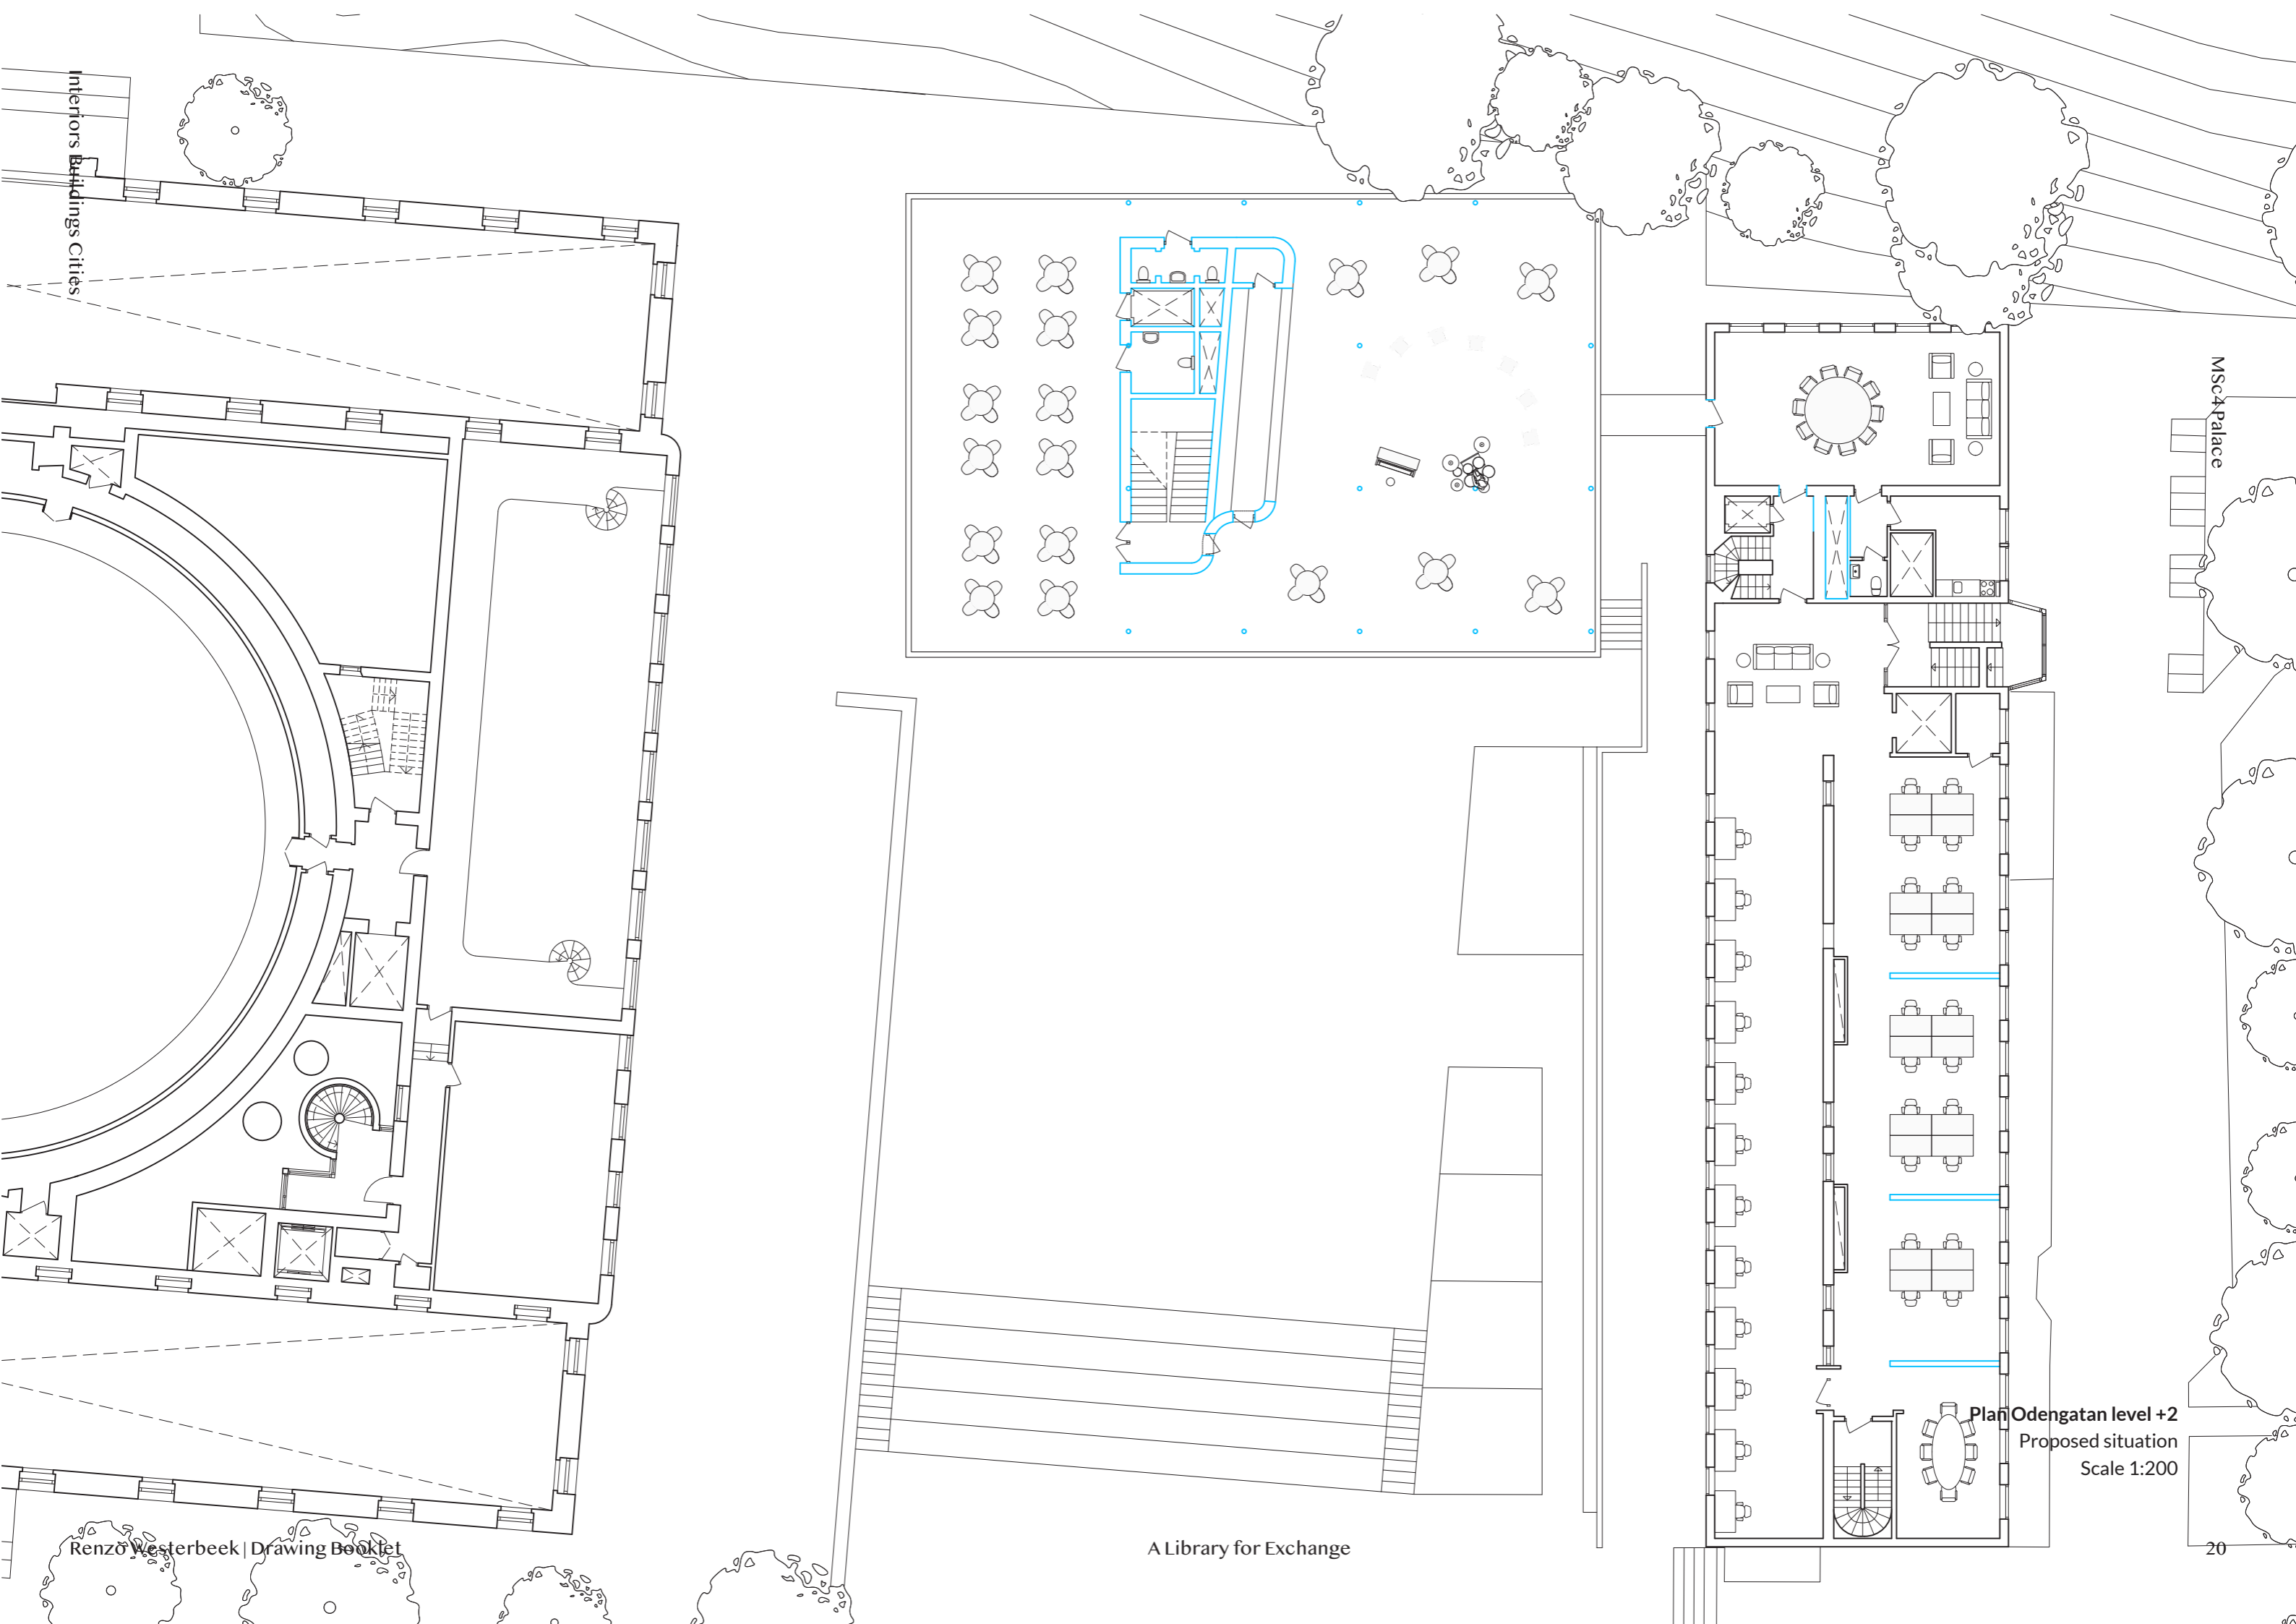 Interiors Buildings Cities
MSc4 Palace
Plan Odengatan level +2
Proposed situation
Scale 1:200
Renzo Westerbeek | Drawing Booklet
A Library for Exchange
20